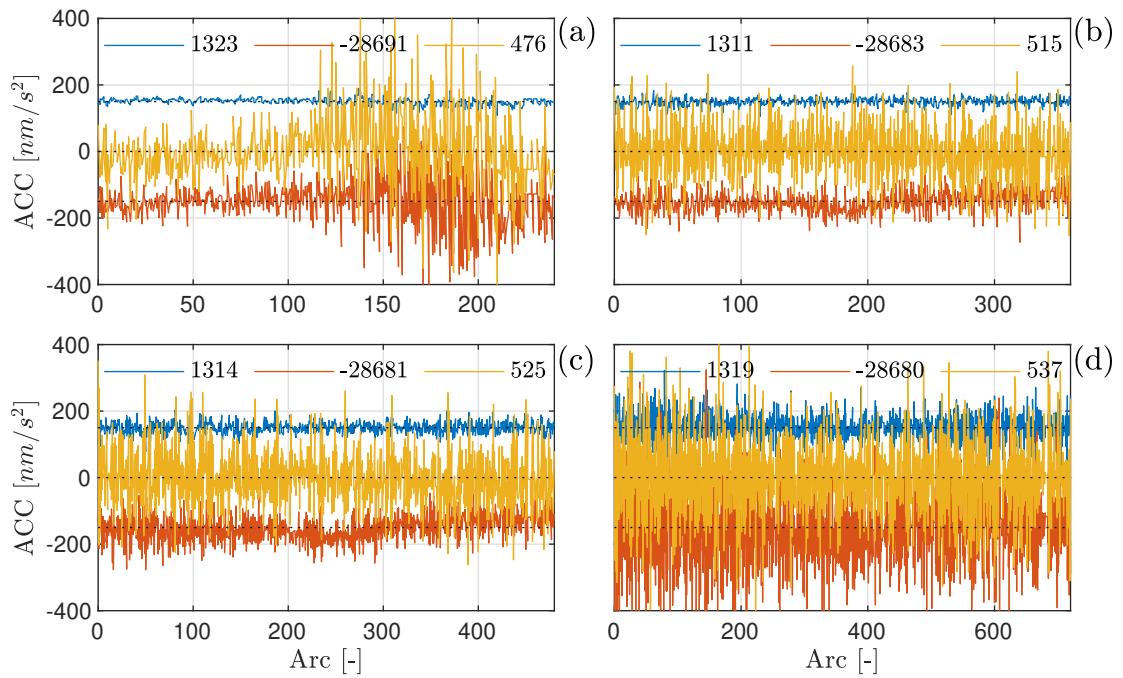 1323 -28691 476 (a)
400
200
0
-200
-400
ACC [nm/s²]
0 50 100 150 200
1311 -28683 515 (b)
0 100 200 300
1314 -28681 525 (c)
400
200
0
-200
-400
ACC [nm/s²]
0 100 200 300 400
Arc [-]
1319 -28680 537 (d)
0 200 400 600
Arc [-]